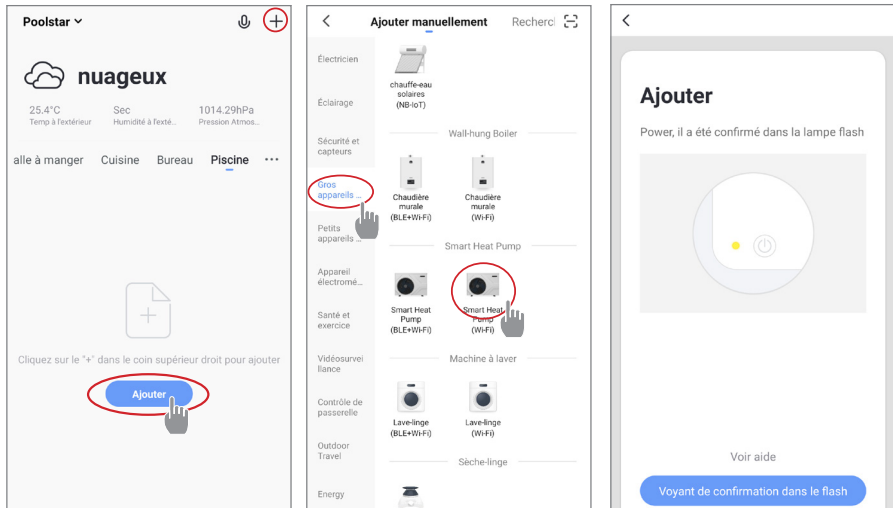 Poolstar
nuageux
25.4°C Sec 1014.29hPa
Temp à l'extérieur Humidité à l'exté... Pression Atmos...
alle à manger Cuisine Bureau Piscine ...
Cliquez sur le "+" dans le coin supérieur droit pour ajouter
Ajouter
Ajouter manuellement Recherc
Électricien
Éclairage
Sécurité et
capteurs
Gros
appareils ...
Petits
appareils ...
Appareil
électromé...
Santé et
exercice
Vidéosurvei
llance
Contrôle de
passerelle
Outdoor
Travel
Energy
chauffe-eau
solaires
(NB-IoT)
Wall-hung Boiler
Chaudière
murale
(BLE+Wi-Fi)
Chaudière
murale
(Wi-Fi)
Smart Heat Pump
Smart Heat
Pump
(BLE+Wi-Fi)
Smart Heat
Pump
(Wi-Fi)
Machine à laver
Lave-linge
(BLE+Wi-Fi)
Lave-linge
(Wi-Fi)
Sèche-linge
Ajouter
Power, il a été confirmé dans la lampe flash
Voir aide
Voyant de confirmation dans le flash